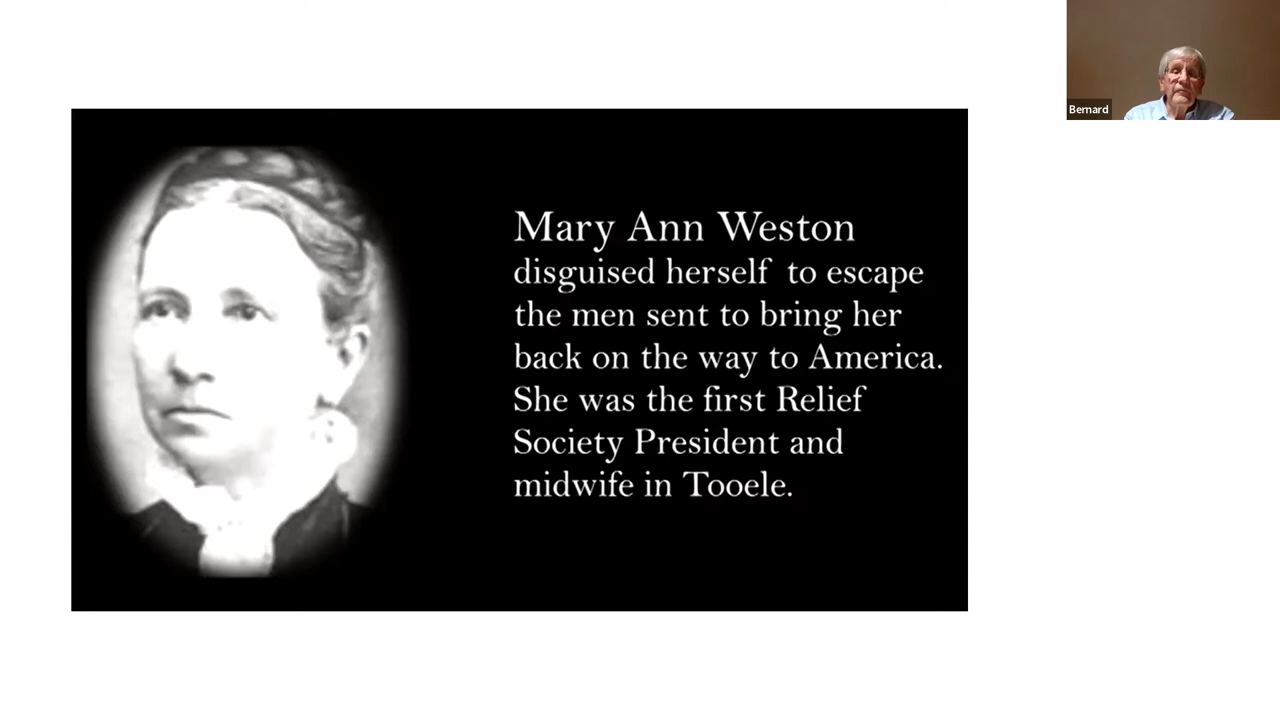 Bernard
Mary Ann Weston
disguised herself to escape
the men sent to bring her
back on the way to America.
She was the first Relief
Society President and
midwife in Tooele.